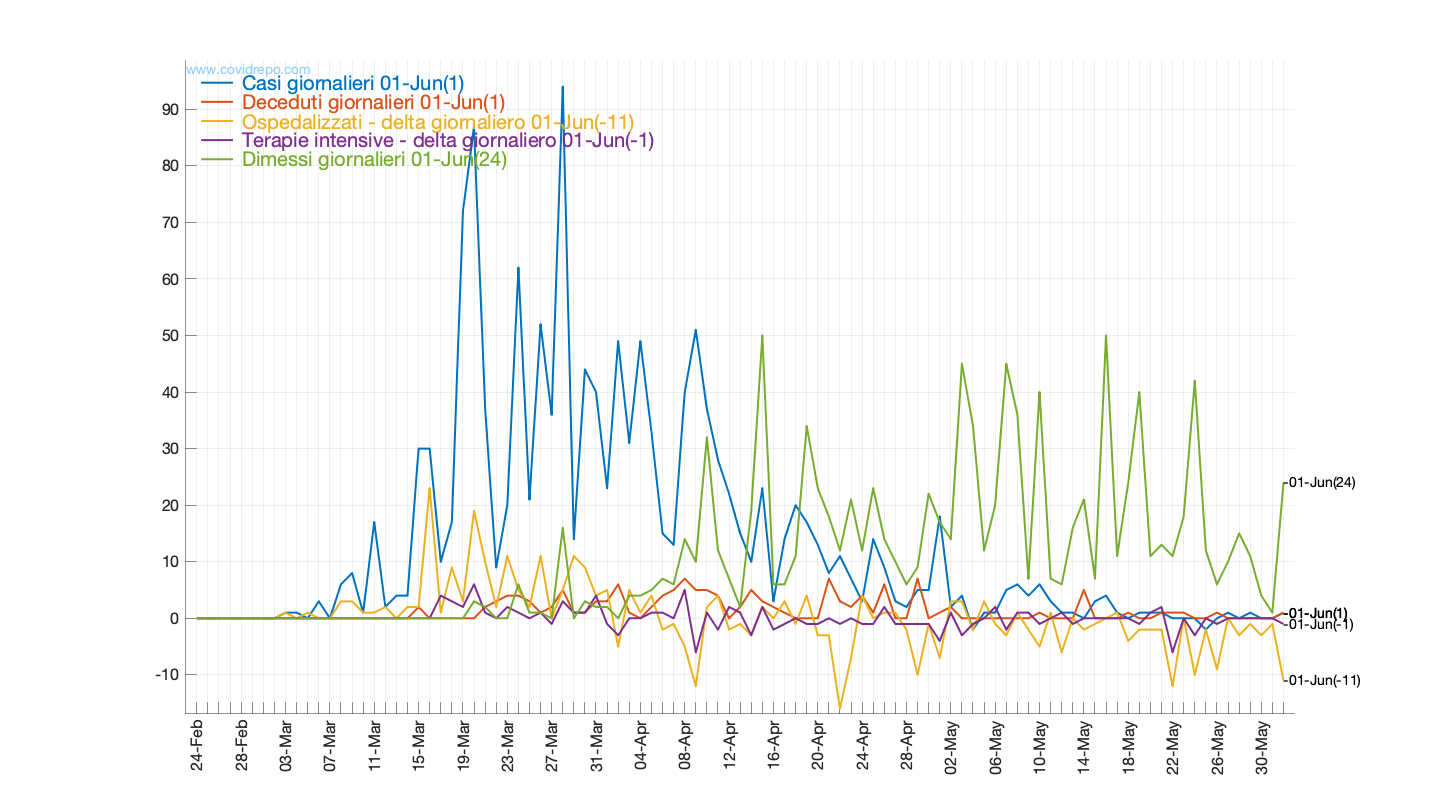 www.covidrepo.com
Casi giornalieri 01-Jun(1)
Deceduti giornalieri 01-Jun(1)
Ospedalizzati - delta giornaliero 01-Jun(-11)
Terapie intensive - delta giornaliero 01-Jun(-1)
Dimessi giornalieri 01-Jun(24)
90
80
70
60
50
40
30
20
10
0
-10
01-Jun(24)
01-Jun(1)
01-Jun(-1)
01-Jun(-11)
24-Feb
28-Feb
03-Mar
07-Mar
11-Mar
15-Mar
19-Mar
23-Mar
27-Mar
31-Mar
04-Apr
08-Apr
12-Apr
16-Apr
20-Apr
24-Apr
28-Apr
02-May
06-May
10-May
14-May
18-May
22-May
26-May
30-May